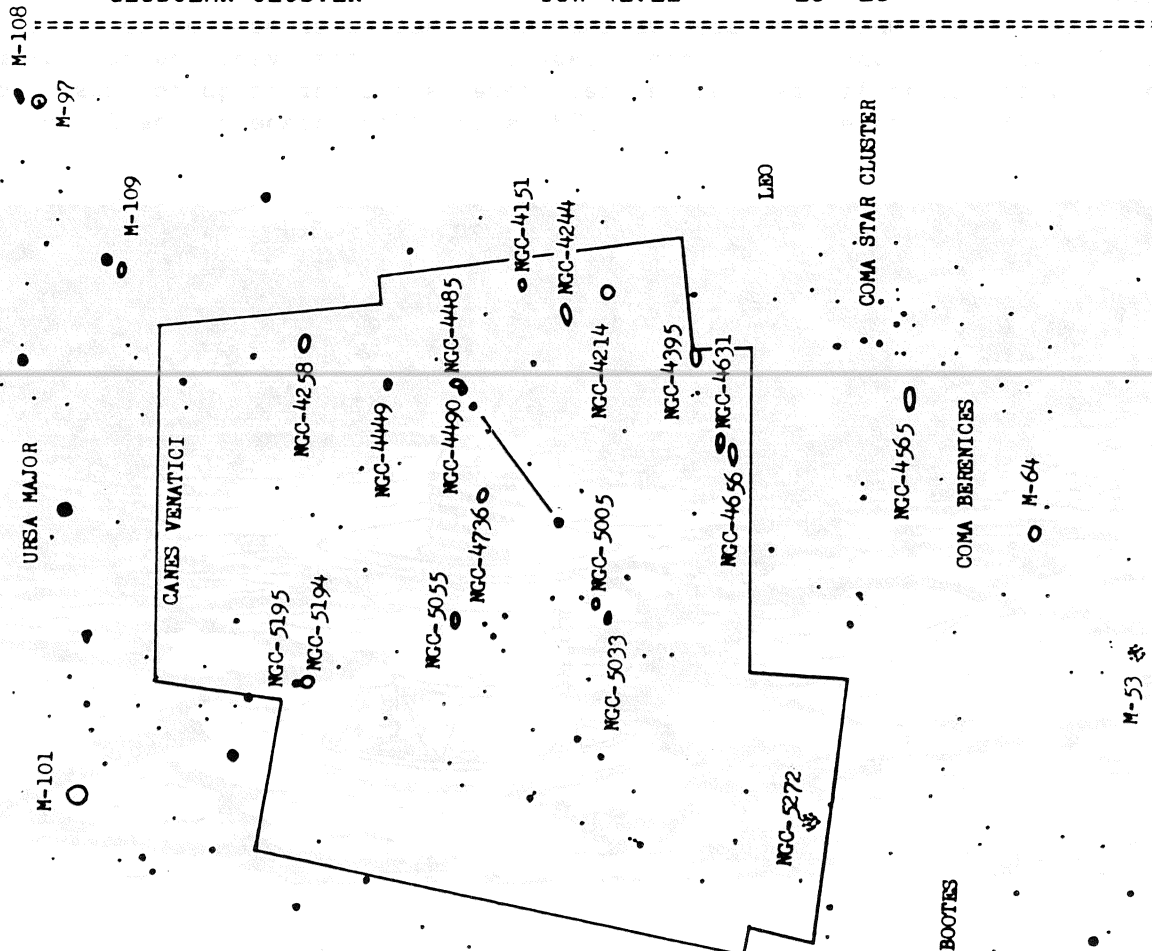 M-108
M-97
M-109
URSA MAJOR
CANES VENATICI
NGC-4258
NGC-4449
NGC-4485
NGC-4490
NGC-4151
NGC-4244
NGC-4214
NGC-4395
NGC-4631
NGC-4656
LEO
COMA STAR CLUSTER
NGC-4565
COMA BERENICES
M-64
NGC-4736
NGC-5055
NGC-5005
NGC-5033
NGC-5195
NGC-5194
M-101
NGC-5272
M-53
BOOTES